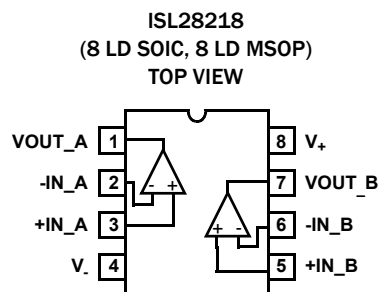 ISL28218
(8 LD SOIC, 8 LD MSOP)
TOP VIEW
VOUT_A 1
-IN_A 2
+IN_A 3
V- 4
8 V+
7 VOUT_B
6 -IN_B
5 +IN_B
- +
+ -